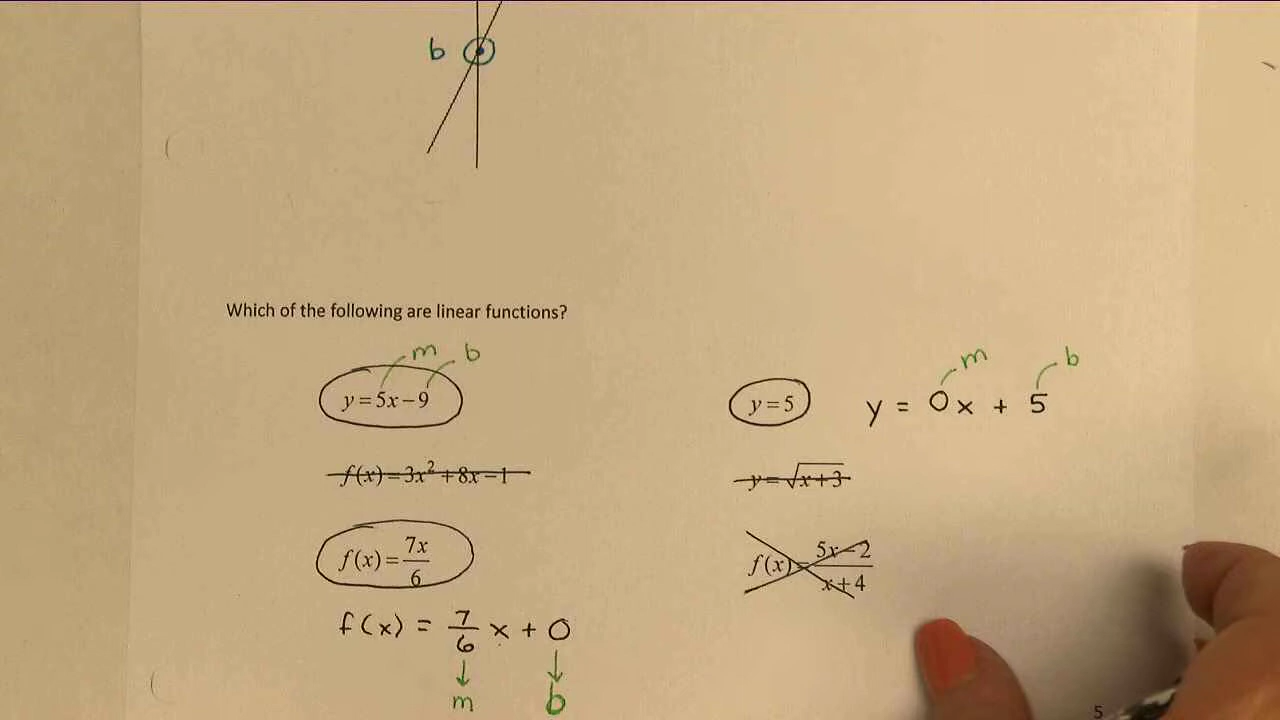 b
Which of the following are linear functions?
m b
y = 5x − 9
f(x) = 3x² + 8x − 1
f(x) = 7x/6
f(x) = 7/6 x + 0
m b
m b
y = 5 y = 0x + 5
y = √(x + 3)
f(x) = (5x − 2)/(x + 4)
5